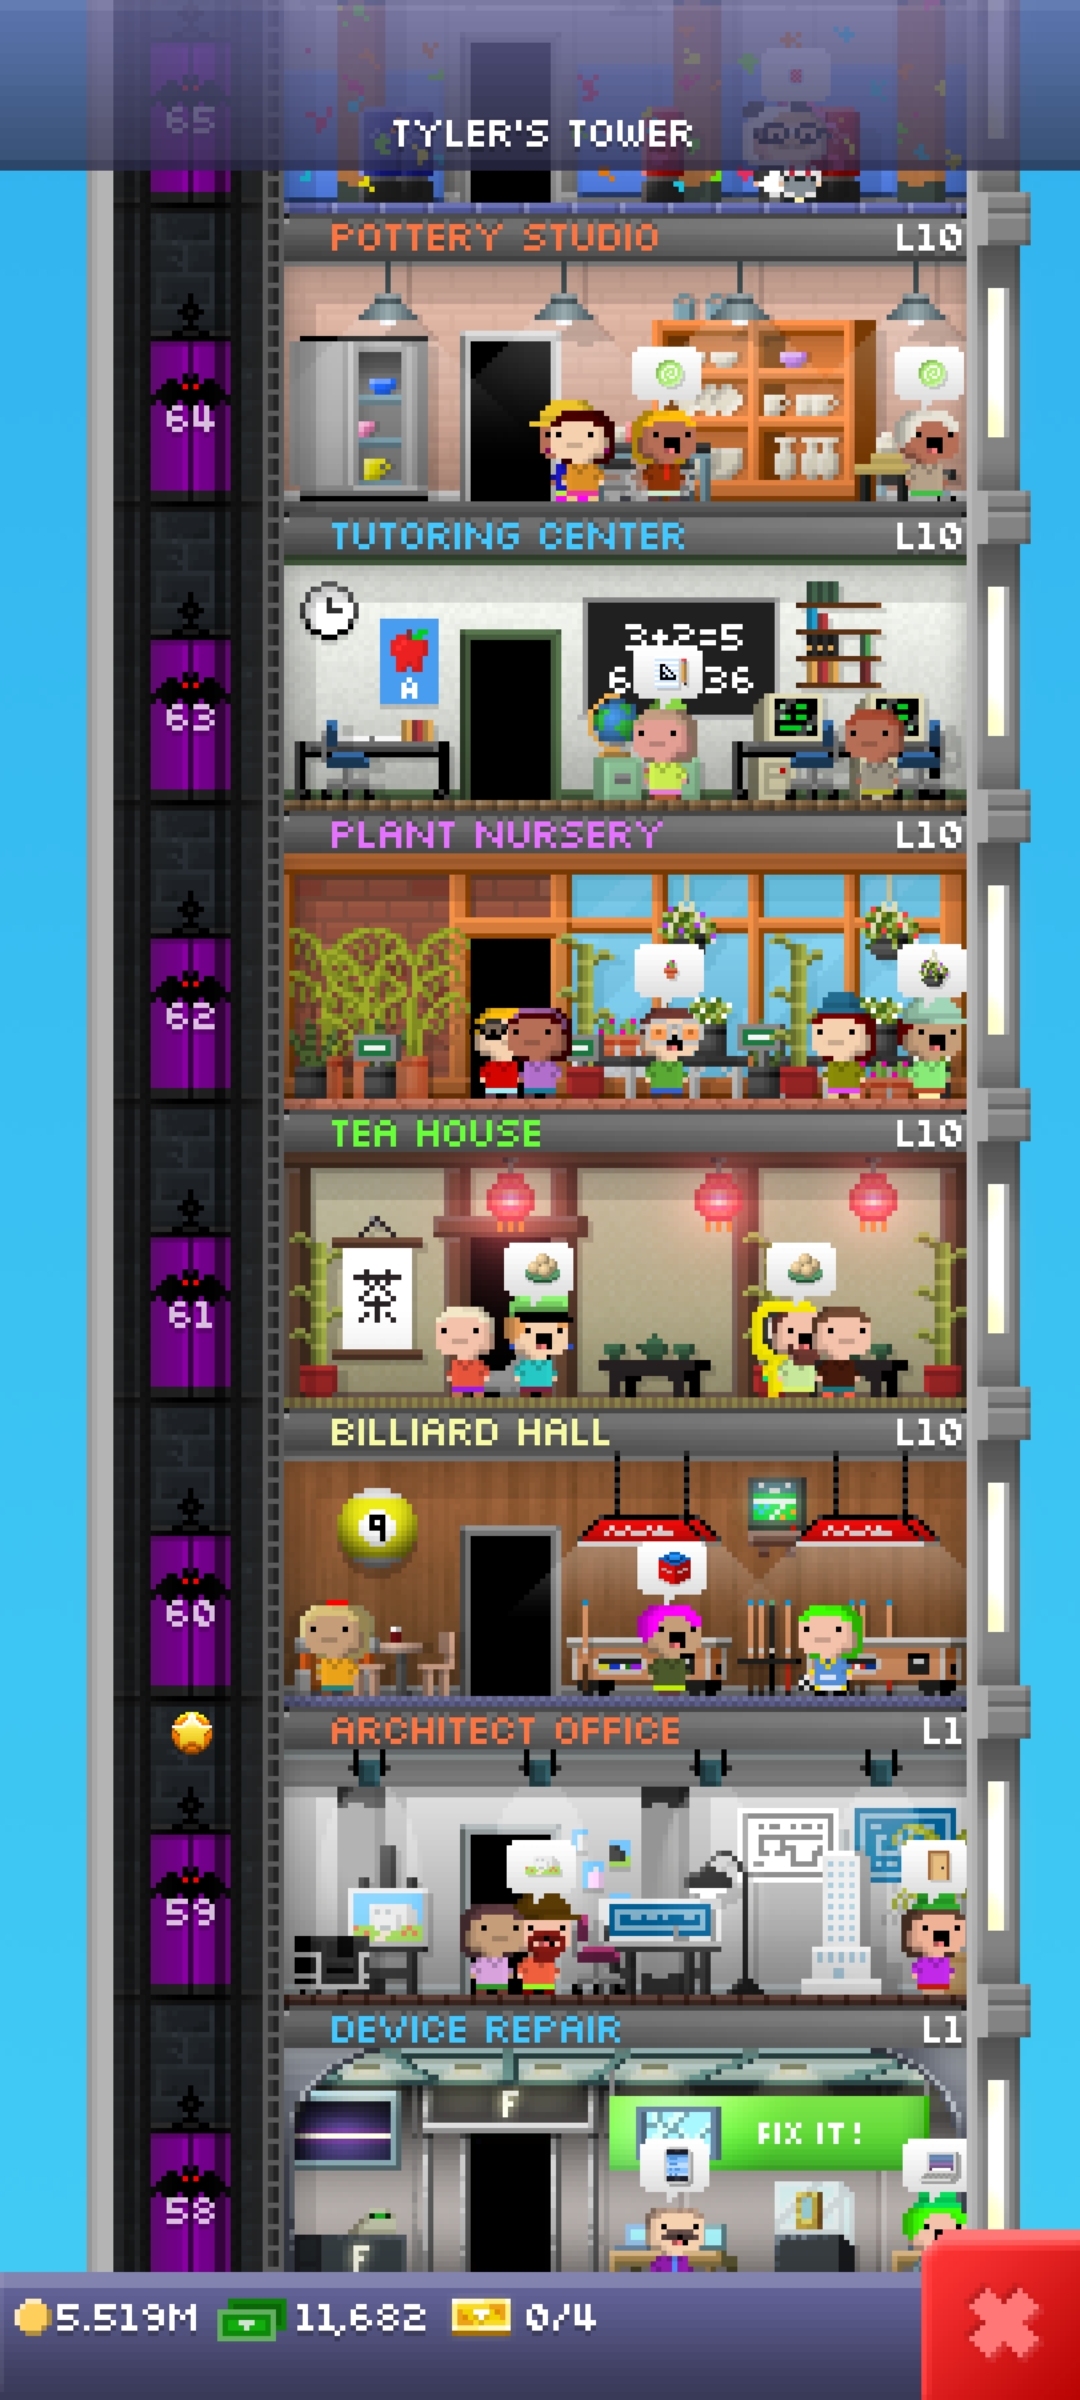 65
TYLER'S TOWER
POTTERY STUDIO L10
64
TUTORING CENTER L10
3+2=5
6 36
A
63
PLANT NURSERY L10
62
TEA HOUSE L10
茶
61
BILLIARD HALL L10
9
60
ARCHITECT OFFICE L1
59
DEVICE REPAIR L1
F
FIX IT!
58
F
5.519M 11,682 0/4